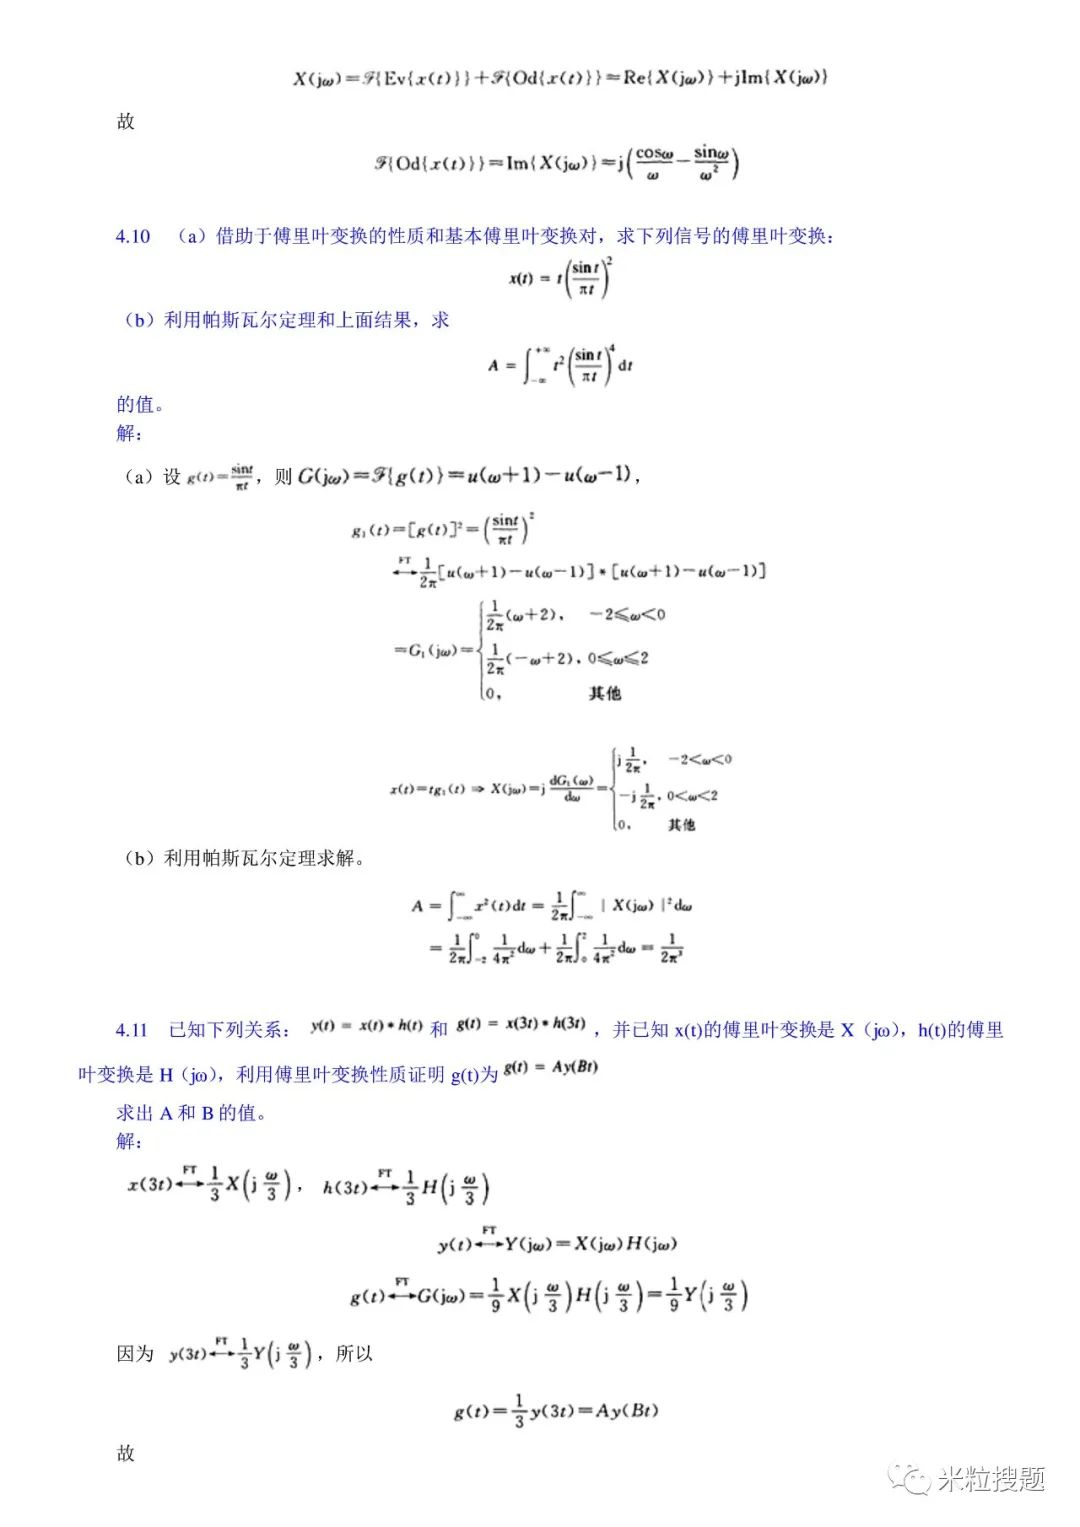 X(jω)=ℱ{Ev{x(t)}}+ℱ{Od{x(t)}}=Re{X(jω)}+jIm{X(jω)}
故
ℱ{Od{x(t)}}=Im{X(jω)}=j(cosω/ω − sinω/ω²)
4.10 （a）借助于傅里叶变换的性质和基本傅里叶变换对，求下列信号的傅里叶变换：
x(t) = t(sin t/πt)²
（b）利用帕斯瓦尔定理和上面结果，求
A = ∫_{-∞}^{+∞} t²(sin t/πt)⁴ dt
的值。
解：
（a）设 g(t)=sint/πt，则 G(jω)=ℱ{g(t)}=u(ω+1)−u(ω−1)，
g₁(t)=[g(t)]²=(sint/πt)²
⟷FT 1/2π[u(ω+1)−u(ω−1)]*[u(ω+1)−u(ω−1)]
=G₁(jω)={1/2π(ω+2), −2≤ω<0
1/2π(−ω+2), 0≤ω≤2
0, 其他
x(t)=tg₁(t) ⇒ X(jω)=j dG₁(ω)/dω={j 1/2π, −2<ω<0
−j 1/2π, 0<ω<2
0, 其他
（b）利用帕斯瓦尔定理求解。
A = ∫_{-∞}^{∞} x²(t)dt = 1/2π ∫_{-∞}^{∞} | X(jω) |²dω
= 1/2π ∫_{-2}^{0} 1/4π² dω + 1/2π ∫_{0}^{2} 1/4π² dω = 1/2π³
4.11 已知下列关系： y(t) = x(t)*h(t) 和 g(t) = x(3t)*h(3t) ，并已知 x(t)的傅里叶变换是 X（jω），h(t)的傅里
叶变换是 H（jω），利用傅里叶变换性质证明 g(t)为 g(t) = Ay(Bt)
求出 A 和 B 的值。
解：
x(3t)⟷FT 1/3 X(j ω/3)， h(3t)⟷FT 1/3 H(j ω/3)
y(t)⟷FT Y(jω)=X(jω)H(jω)
g(t)⟷FT G(jω)=1/9 X(j ω/3)H(j ω/3)=1/9 Y(j ω/3)
因为 y(3t)⟷FT 1/3 Y(j ω/3)，所以
g(t)=1/3 y(3t)=Ay(Bt)
故
米粒搜题